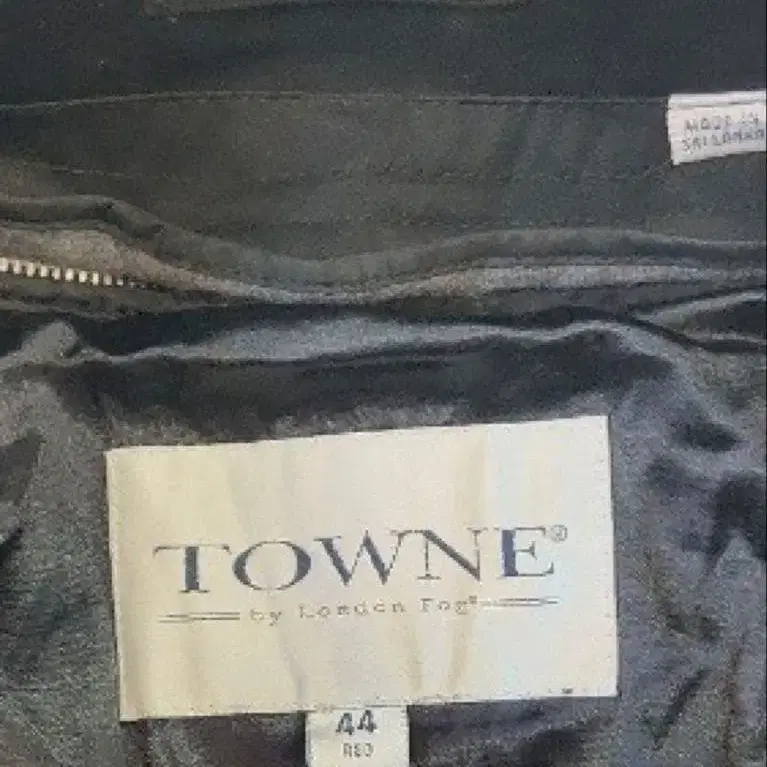 MADE IN
SRI LANKA
TOWNE®
by London Fog®
44
REG